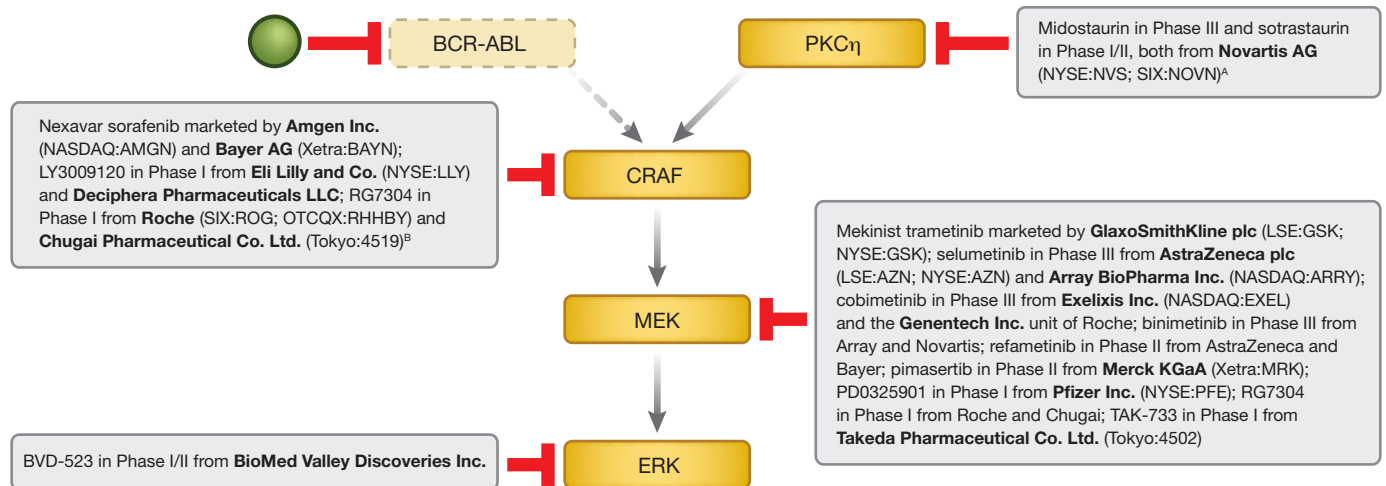 BCR-ABL
PKCη
Midostaurin in Phase III and sotrastaurin
in Phase I/II, both from Novartis AG
(NYSE:NVS; SIX:NOVN)ᴬ
Nexavar sorafenib marketed by Amgen Inc.
(NASDAQ:AMGN) and Bayer AG (Xetra:BAYN);
LY3009120 in Phase I from Eli Lilly and Co. (NYSE:LLY)
and Deciphera Pharmaceuticals LLC; RG7304 in
Phase I from Roche (SIX:ROG; OTCQX:RHHBY) and
Chugai Pharmaceutical Co. Ltd. (Tokyo:4519)ᴮ
CRAF
Mekinist trametinib marketed by GlaxoSmithKline plc (LSE:GSK;
NYSE:GSK); selumetinib in Phase III from AstraZeneca plc
(LSE:AZN; NYSE:AZN) and Array BioPharma Inc. (NASDAQ:ARRY);
cobimetinib in Phase III from Exelixis Inc. (NASDAQ:EXEL)
and the Genentech Inc. unit of Roche; binimetinib in Phase III from
Array and Novartis; refametinib in Phase II from AstraZeneca and
Bayer; pimasertib in Phase II from Merck KGaA (Xetra:MRK);
PD0325901 in Phase I from Pfizer Inc. (NYSE:PFE); RG7304
in Phase I from Roche and Chugai; TAK-733 in Phase I from
Takeda Pharmaceutical Co. Ltd. (Tokyo:4502)
MEK
BVD-523 in Phase I/II from BioMed Valley Discoveries Inc.
ERK